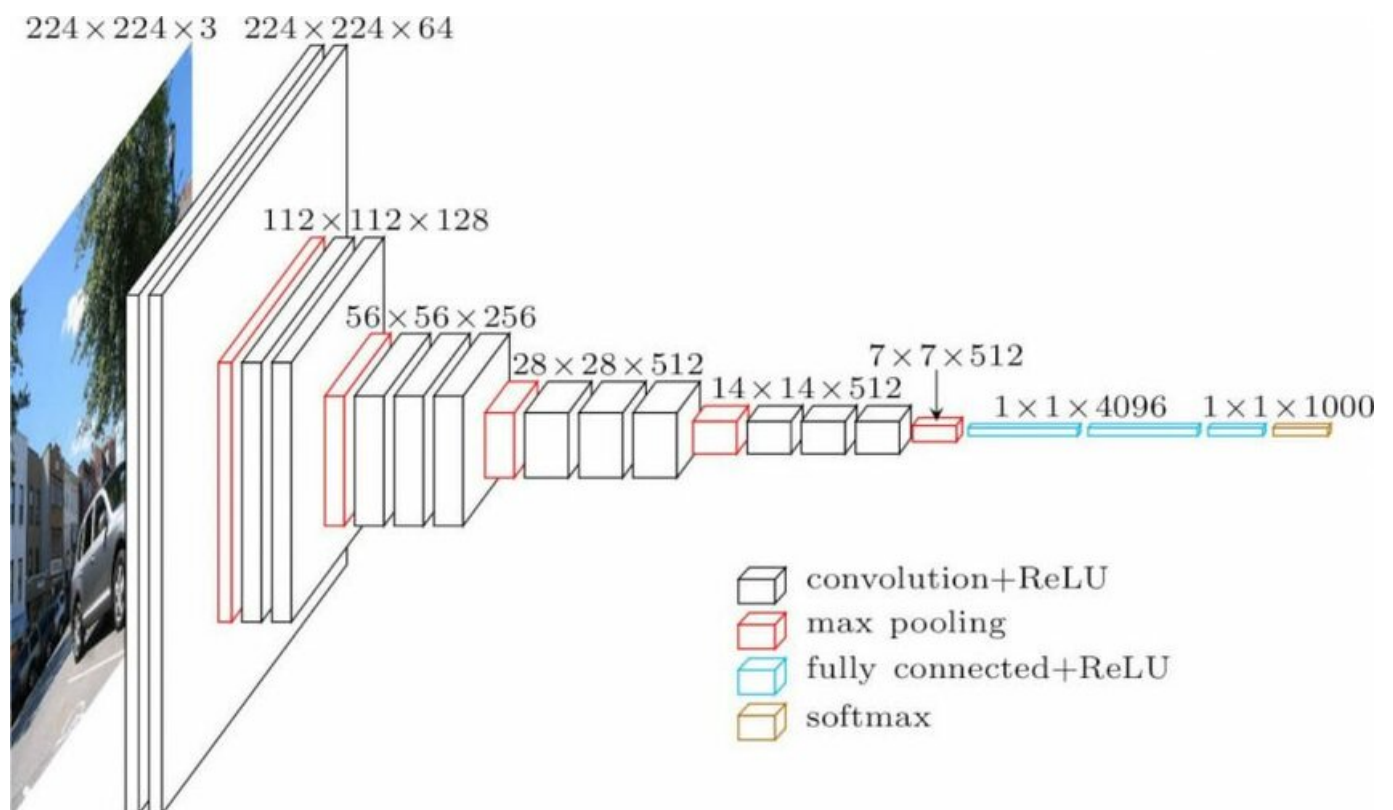 224×224×3
224×224×64
112×112×128
56×56×256
28×28×512
14×14×512
7×7×512
1×1×4096
1×1×1000
convolution+ReLU
max pooling
fully connected+ReLU
softmax